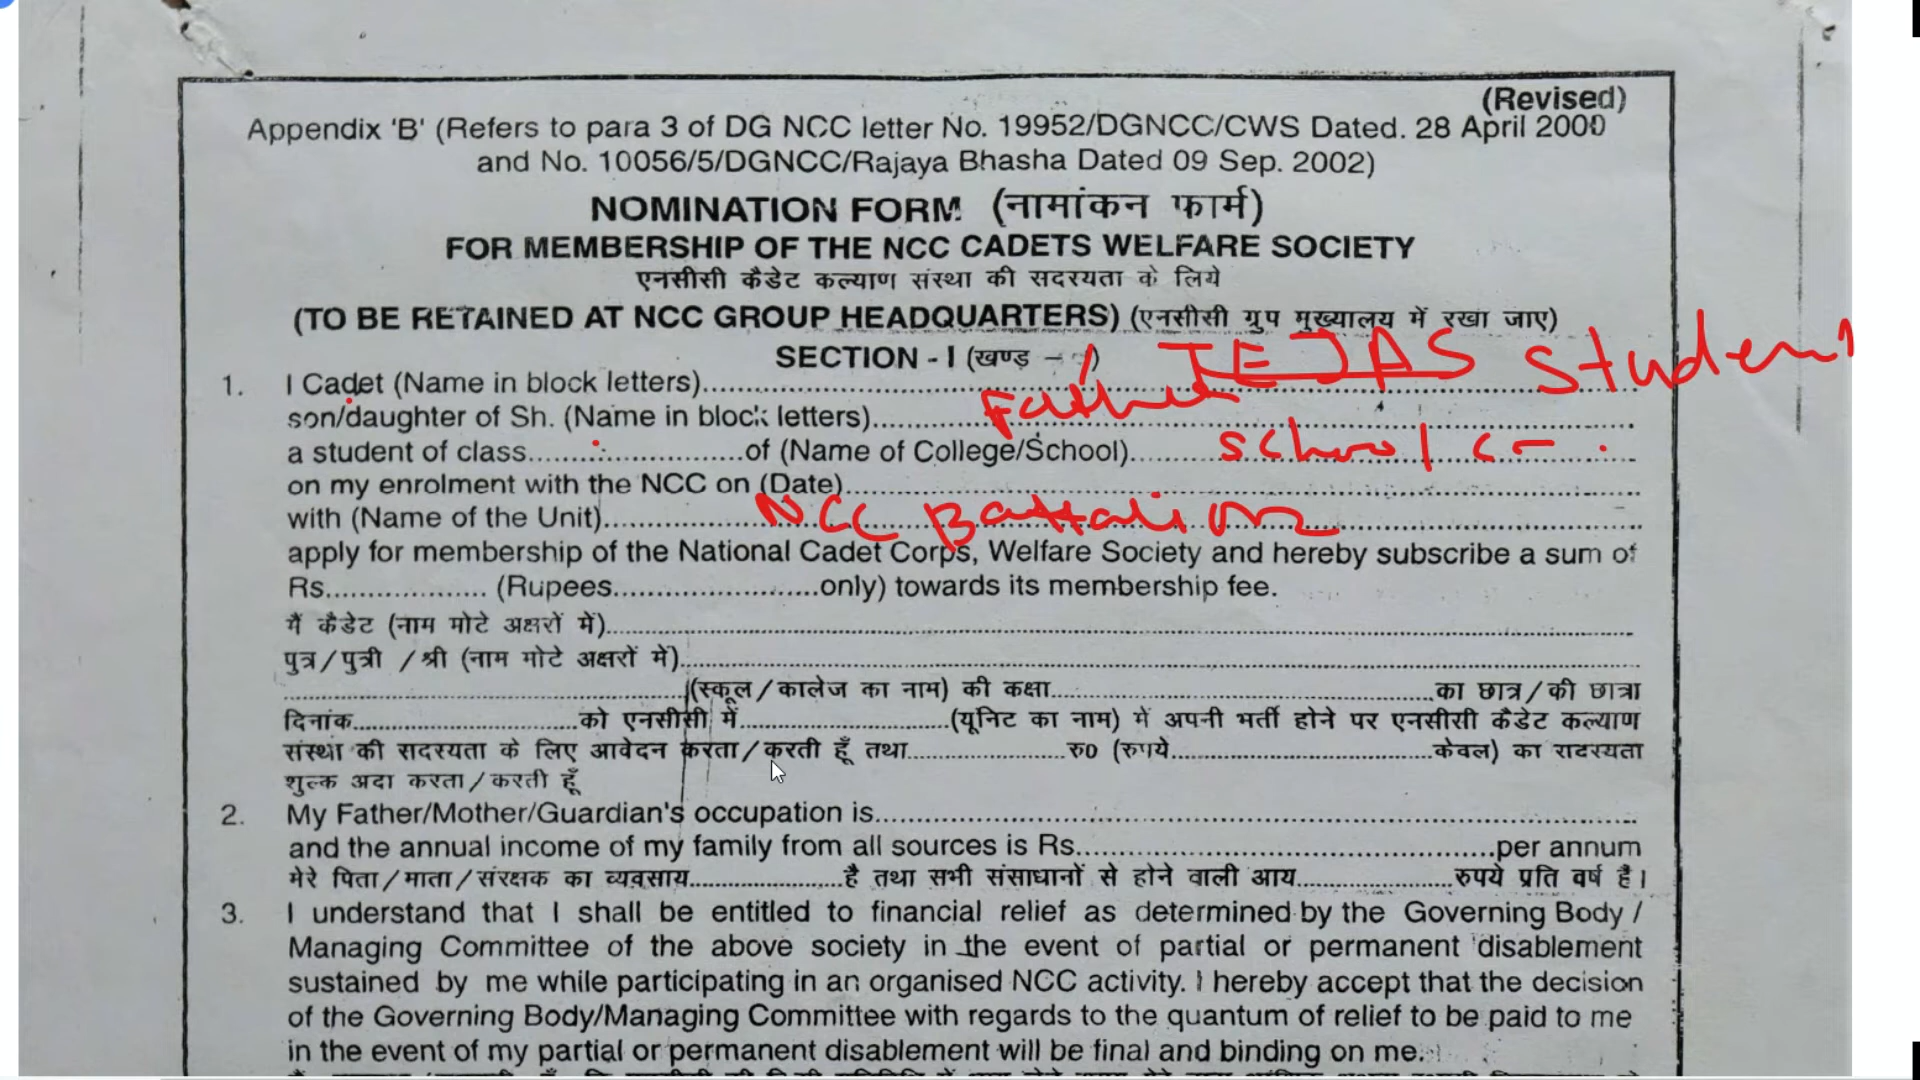 (Revised)
Appendix 'B' (Refers to para 3 of DG NCC letter No. 19952/DGNCC/CWS Dated. 28 April 2000
and No. 10056/5/DGNCC/Rajaya Bhasha Dated 09 Sep. 2002)
NOMINATION FORM (नामांकन फार्म)
FOR MEMBERSHIP OF THE NCC CADETS WELFARE SOCIETY
एनसीसी कैडेट कल्याण संस्था की सदस्यता के लिये
(TO BE RETAINED AT NCC GROUP HEADQUARTERS) (एनसीसी ग्रुप मुख्यालय में रखा जाए)
SECTION - I (खण्ड – 1)
1. I Cadet (Name in block letters)..........TEJAS Student
son/daughter of Sh. (Name in block letters)..........Father
a student of class..........of (Name of College/School)..........school
on my enrolment with the NCC on (Date)..........
with (Name of the Unit)..........NCC Battalion
apply for membership of the National Cadet Corps, Welfare Society and hereby subscribe a sum of
Rs.......... (Rupees..........only) towards its membership fee.
मैं कैडेट (नाम मोटे अक्षरों में)..........
पुत्र/पुत्री /श्री (नाम मोटे अक्षरों में)..........
..........(स्कूल/कालेज का नाम) की कक्षा..........का छात्र/की छात्रा
दिनांक..........को एनसीसी में..........(यूनिट का नाम) में अपनी भर्ती होने पर एनसीसी कैडेट कल्याण
संस्था की सदस्यता के लिए आवेदन करता/करती हूँ तथा..........रु0 (रुपये..........केवल) का सदस्यता
शुल्क अदा करता/करती हूँ
2. My Father/Mother/Guardian's occupation is..........
and the annual income of my family from all sources is Rs..........per annum
मेरे पिता/माता/संरक्षक का व्यवसाय..........है तथा सभी संसाधानों से होने वाली आय..........रुपये प्रति वर्ष है।
3. I understand that I shall be entitled to financial relief as determined by the Governing Body /
Managing Committee of the above society in the event of partial or permanent disablement
sustained by me while participating in an organised NCC activity. I hereby accept that the decision
of the Governing Body/Managing Committee with regards to the quantum of relief to be paid to me
in the event of my partial or permanent disablement will be final and binding on me.